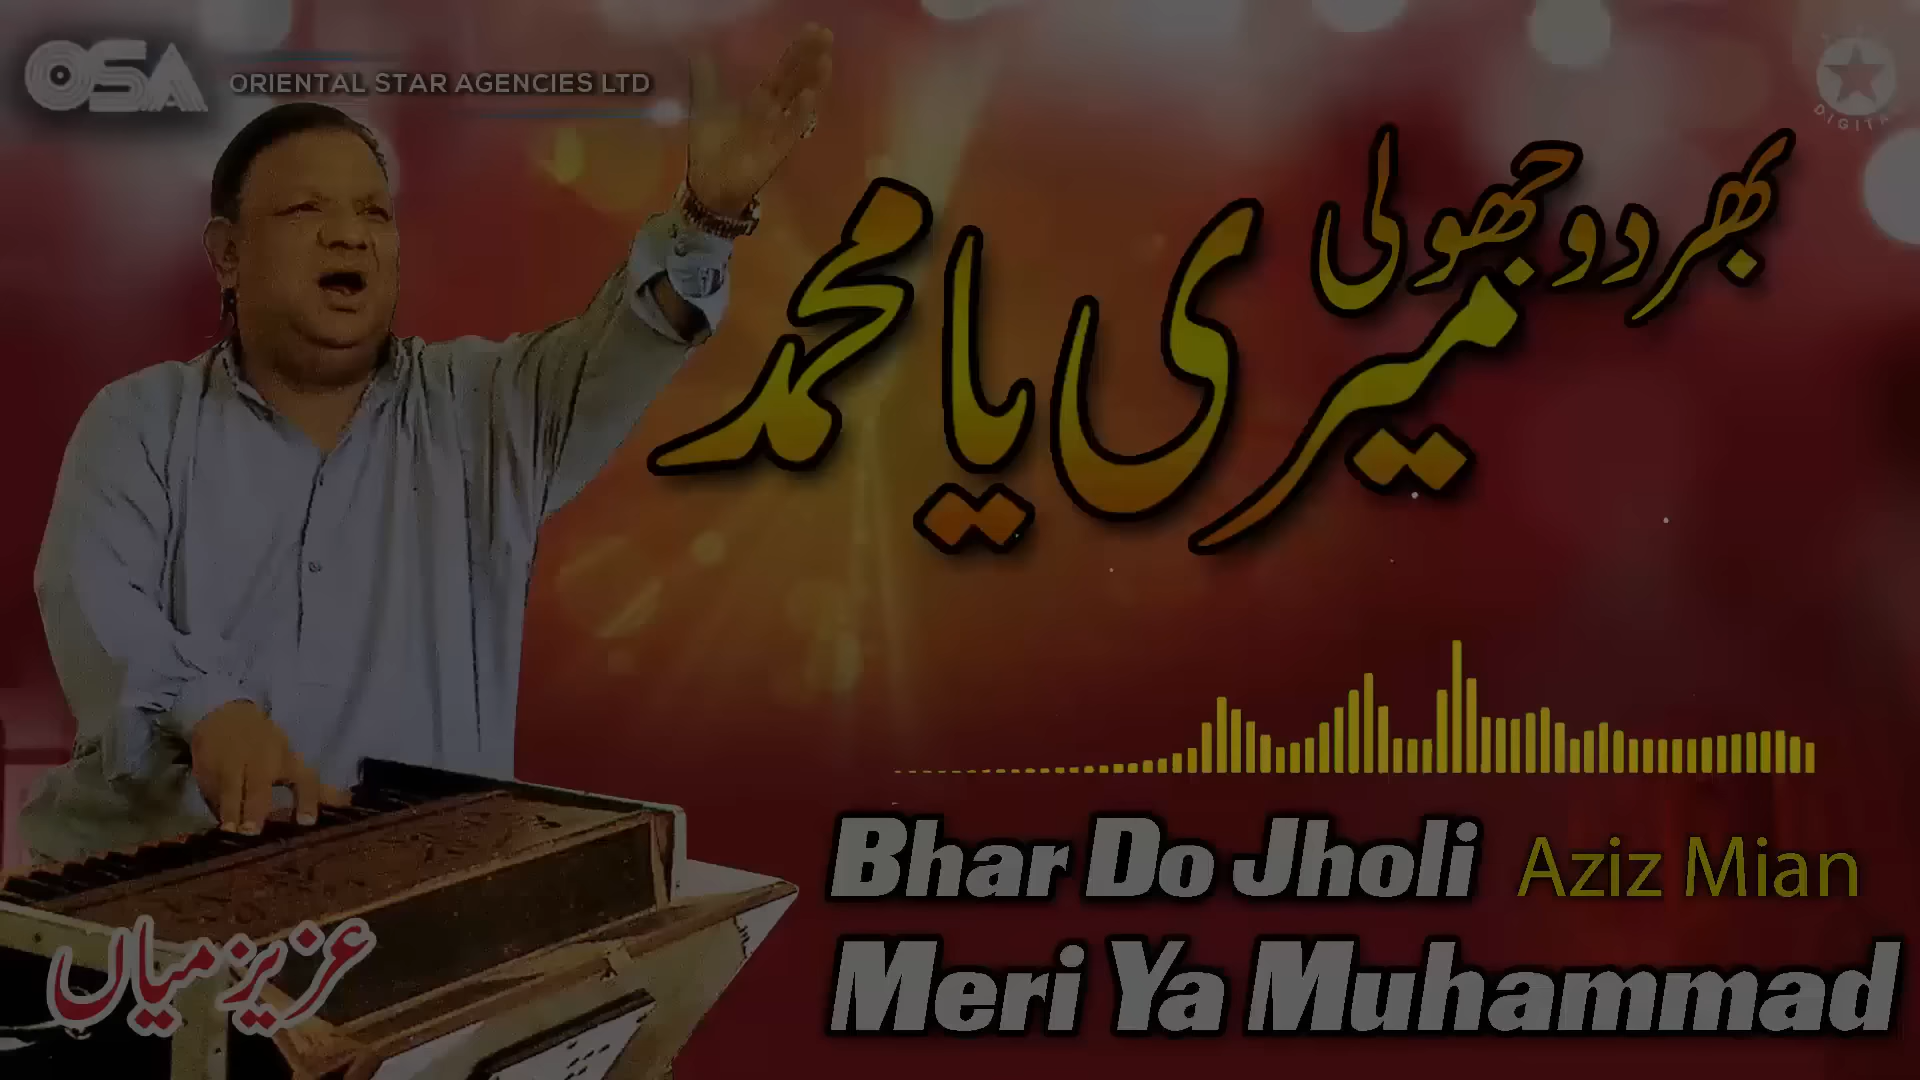 OSA
ORIENTAL STAR AGENCIES LTD
DIGITA
بھر دو جھولی
میری یا محمد
Bhar Do Jholi
Aziz Mian
Meri Ya Muhammad
عزیز میاں